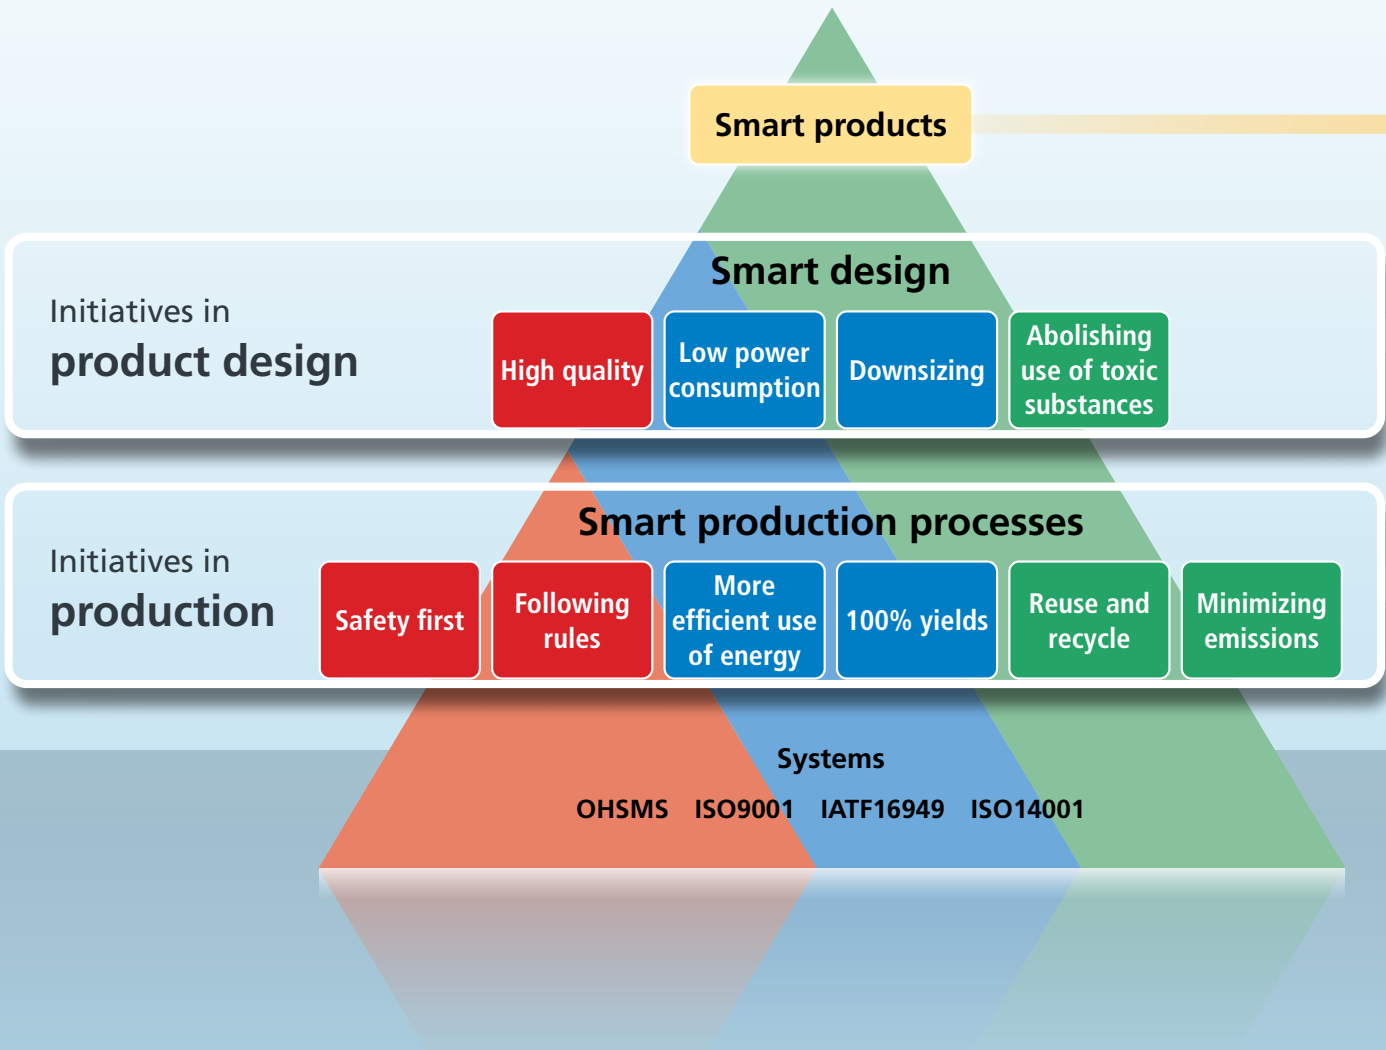 Smart products
Smart design
Initiatives in
product design
High quality
Low power
consumption
Downsizing
Abolishing
use of toxic
substances
Smart production processes
Initiatives in
production
Safety first
Following
rules
More
efficient use
of energy
100% yields
Reuse and
recycle
Minimizing
emissions
Systems
OHSMS ISO9001 IATF16949 ISO14001